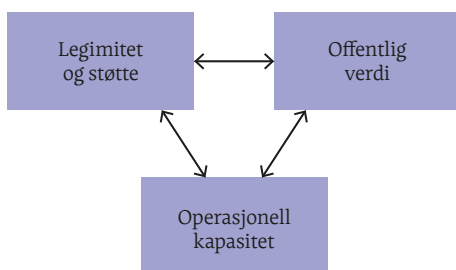 Legimitet
og støtte
Offentlig
verdi
Operasjonell
kapasitet